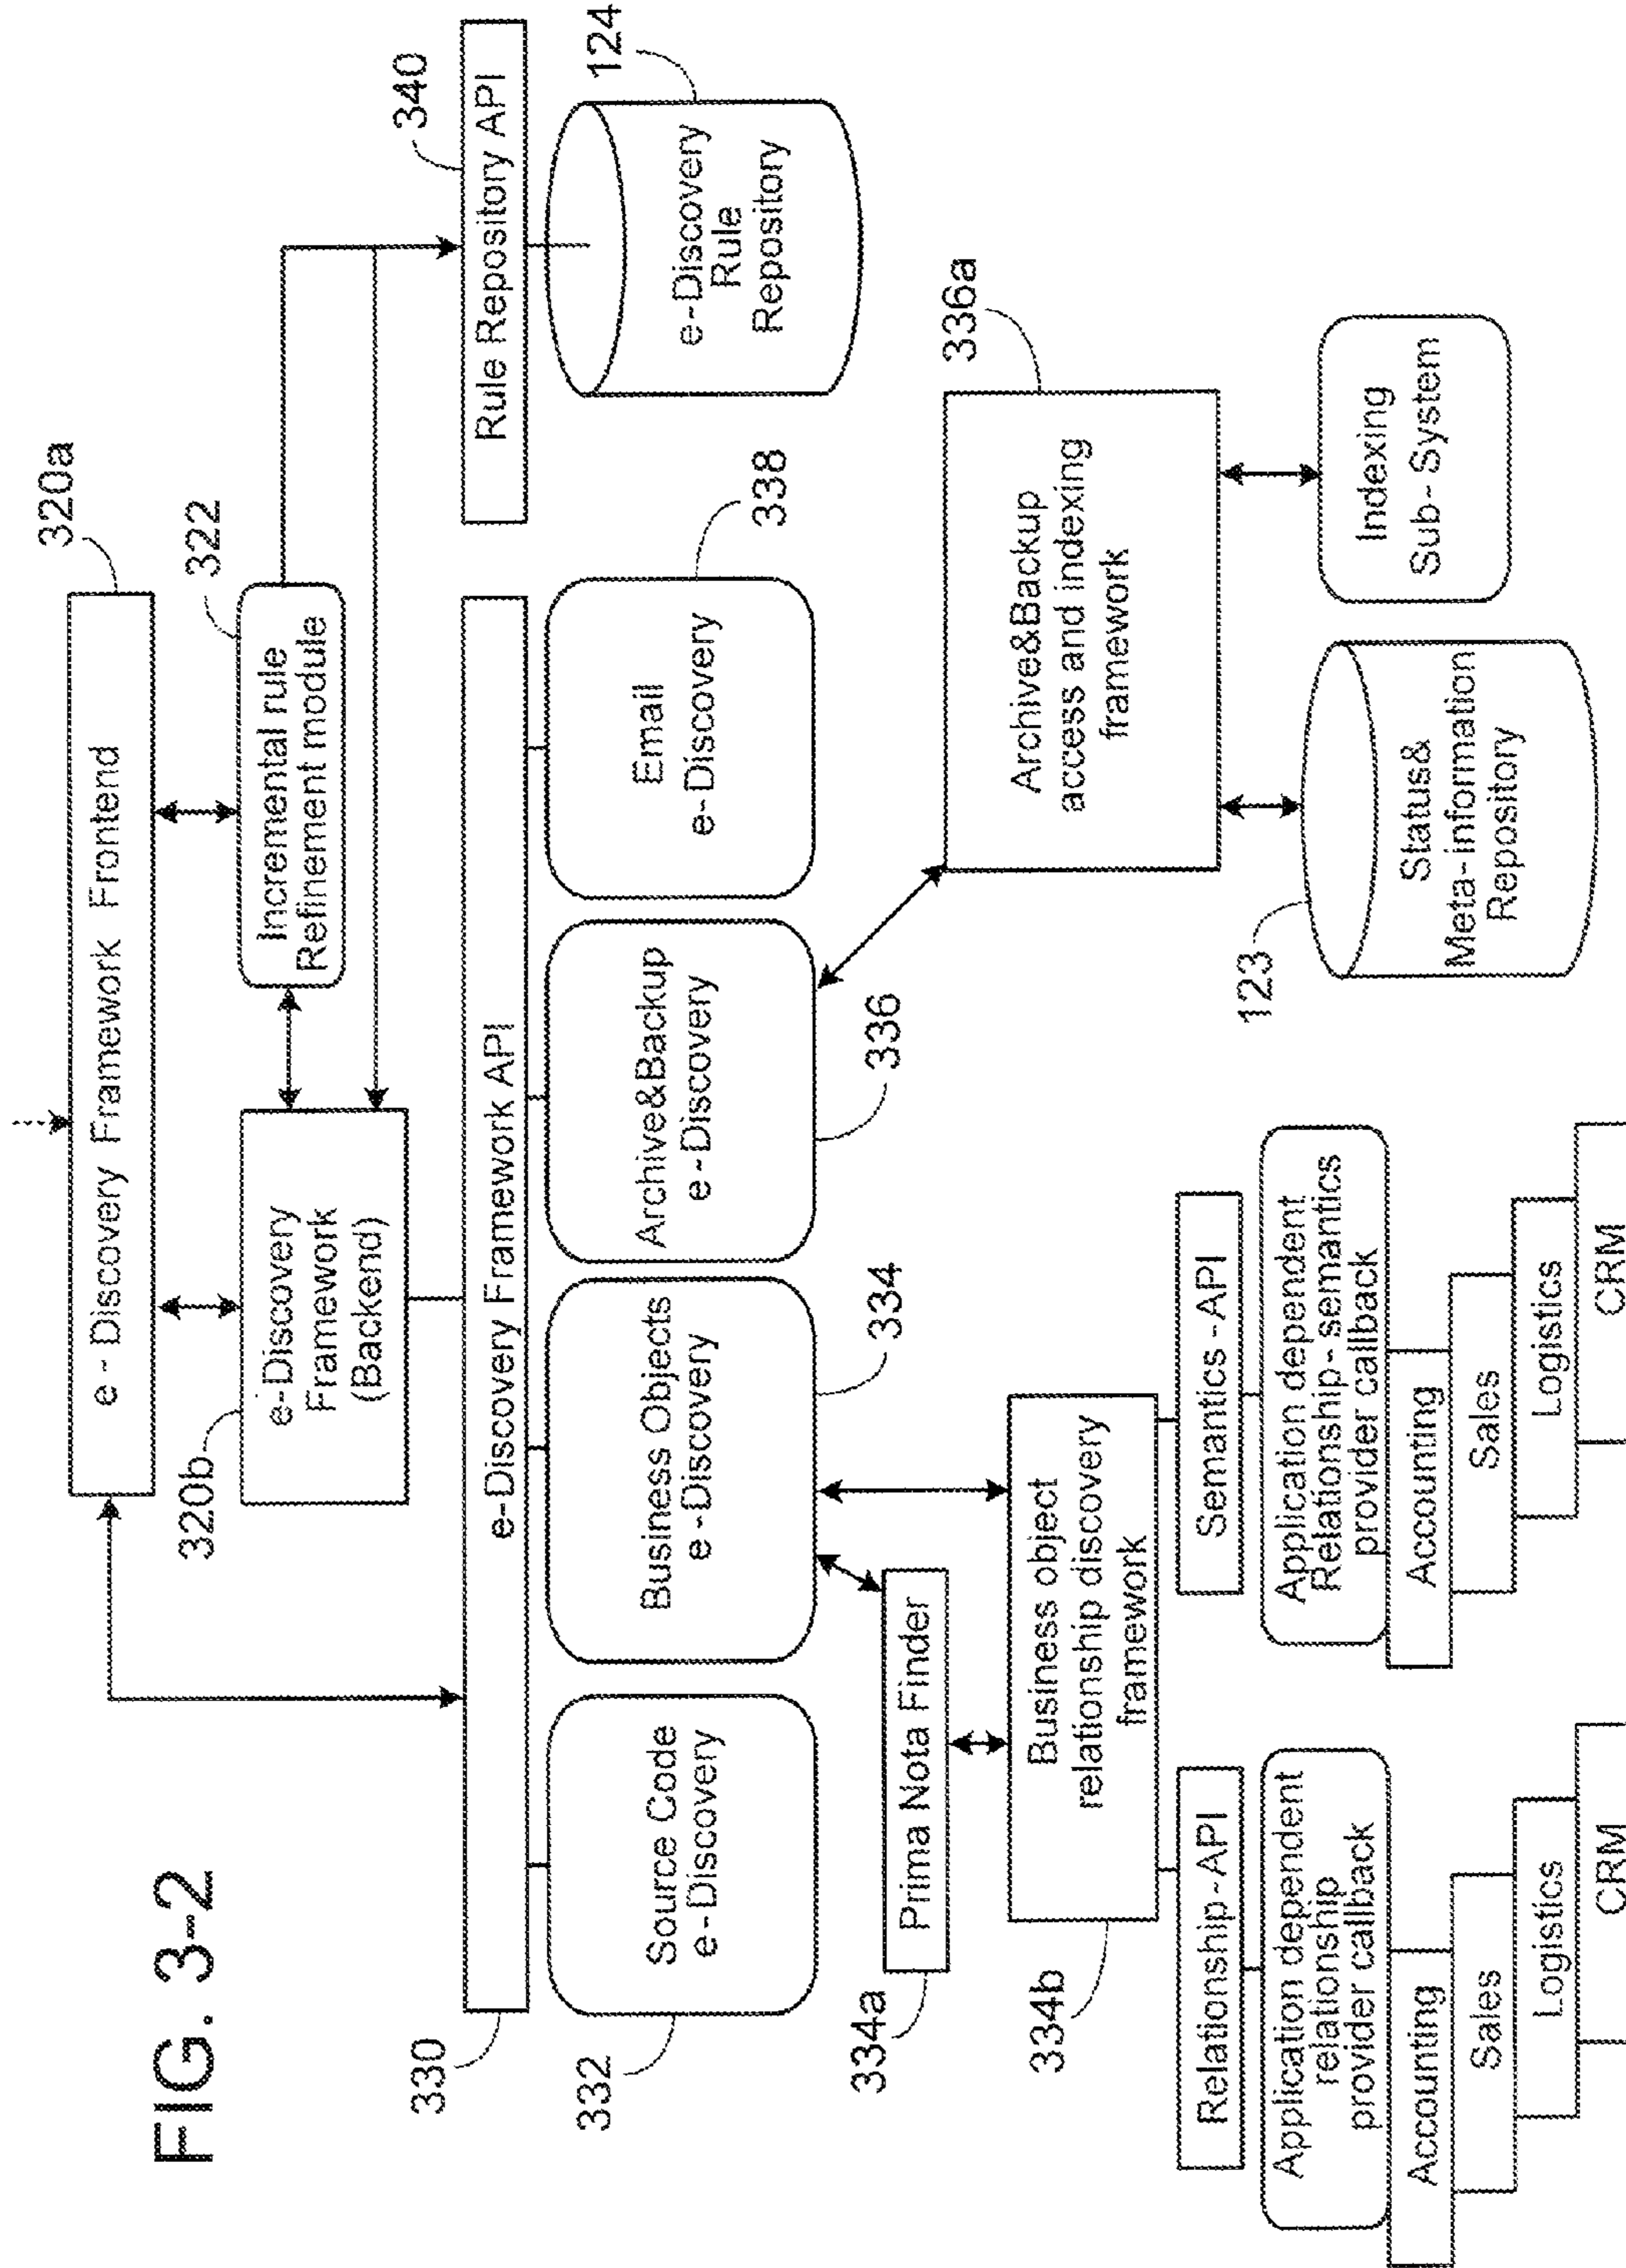 FIG. 3-2
320a
e - Discovery Framework Frontend
320b
e-Discovery
Framework
(Backend)
322
Incremental rule
Refinement module
330
e-Discovery Framework API
340
Rule Repository API
332
Source Code
e-Discovery
Business Objects
e -Discovery
334
Archive&Backup
e -Discovery
336
Email
e-Discovery
338
e-Discovery
Rule
Repository
124
334a
Prima Nota Finder
334b
Business object
relationship discovery
framework
336a
Archive&Backup
access and indexing
framework
Relationship-API
Application dependent
relationship
provider callback
Accounting
Sales
Logistics
CRM
Semantics -API
Application dependent
Relationship- semantics
provider callback
Accounting
Sales
Logistics
CRM
123
Status&
Meta-information
Repository
Indexing
Sub- System